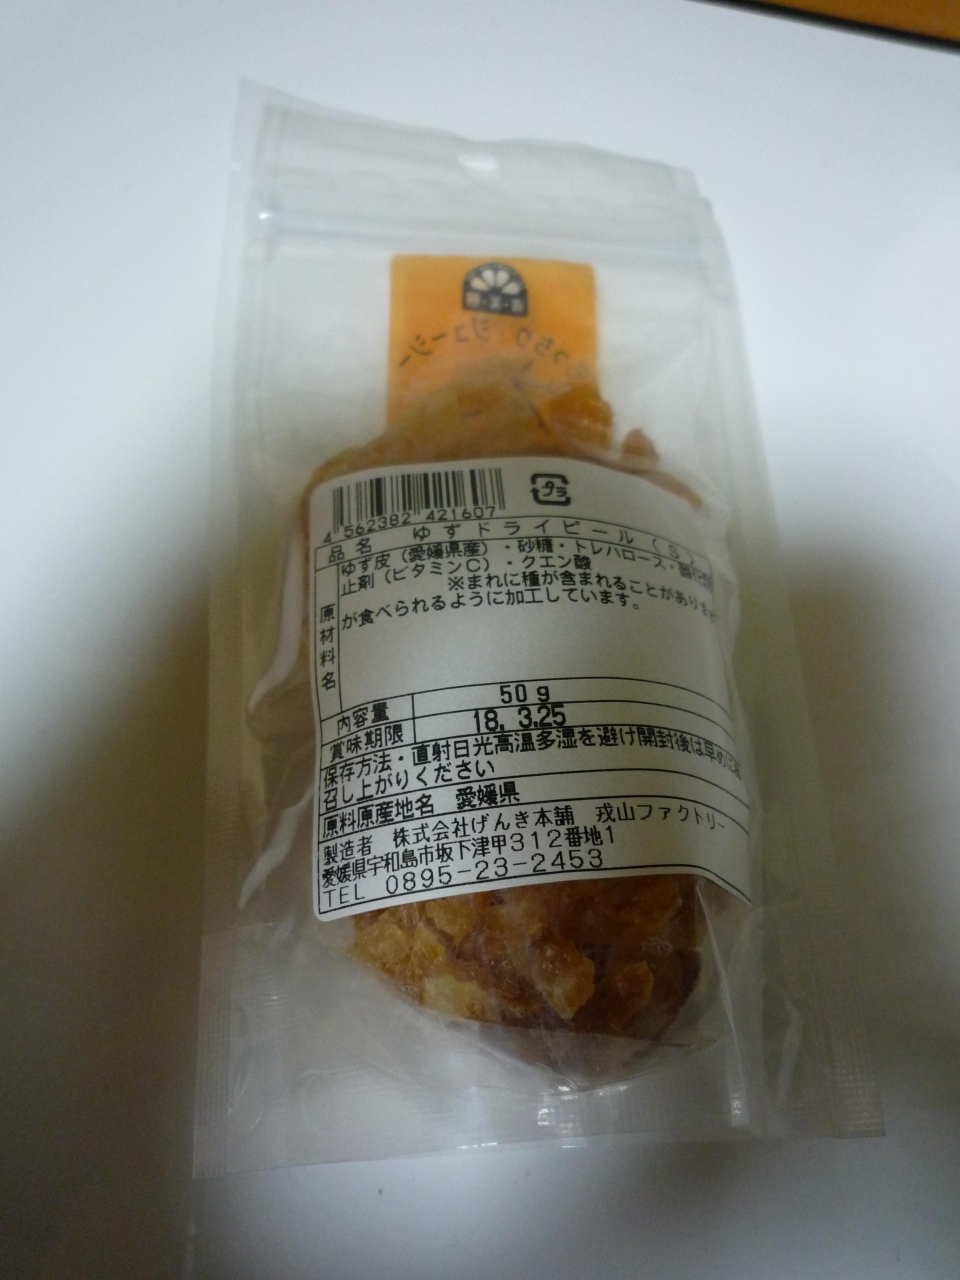 ジューシー
プラ
4 562382 421607
品名 ゆずドライピール(S)
原材料名
ゆず皮(愛媛県産)・砂糖・トレハロース・酸化防
止剤(ビタミンC)・クエン酸
※まれに種が含まれることがあり
が食べられるように加工しています。
内容量 50g
賞味期限 18. 3.25
保存方法・直射日光高温多湿を避け開封後は早めに
召し上がりください
原料原産地名 愛媛県
製造者 株式会社げんき本舗 戎山ファクトリー
愛媛県宇和島市坂下津甲312番地1
TEL 0895-23-2453